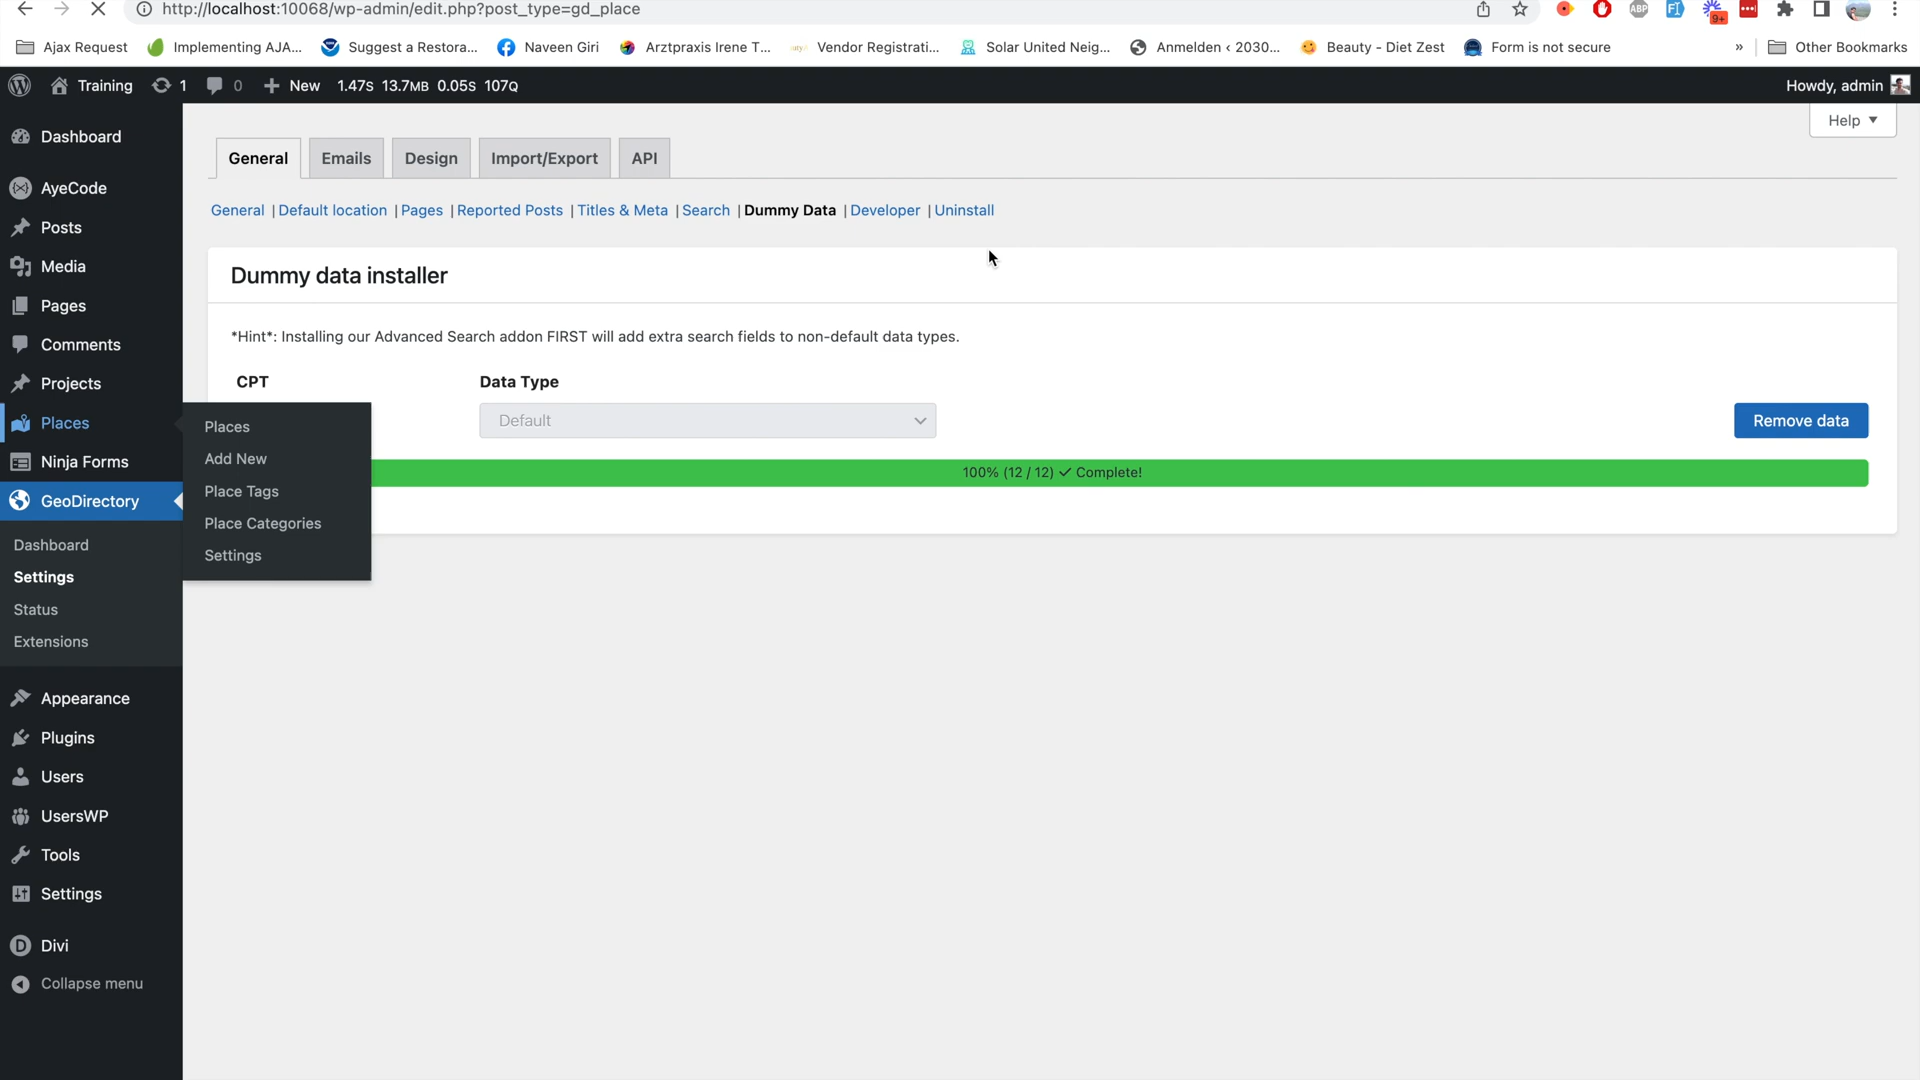 http://localhost:10068/wp-admin/edit.php?post_type=gd_place
ABP
9+
Ajax Request
Implementing AJA...
Suggest a Restora...
Naveen Giri
Arztpraxis Irene T...
Vendor Registrati...
Solar United Neig...
Anmelden ‹ 2030...
Beauty - Diet Zest
Form is not secure
»
Other Bookmarks
Training
1
0
New
1.47S 13.7MB 0.05S 107Q
Howdy, admin
Help
Dashboard
AyeCode
Posts
Media
Pages
Comments
Projects
Places
Ninja Forms
GeoDirectory
Dashboard
Settings
Status
Extensions
Appearance
Plugins
Users
UsersWP
Tools
Settings
Divi
Collapse menu
Places
Add New
Place Tags
Place Categories
Settings
General
Emails
Design
Import/Export
API
General | Default location | Pages | Reported Posts | Titles & Meta | Search | Dummy Data | Developer | Uninstall
Dummy data installer
*Hint*: Installing our Advanced Search addon FIRST will add extra search fields to non-default data types.
CPT
Data Type
Default
Remove data
100% (12 / 12) ✓ Complete!